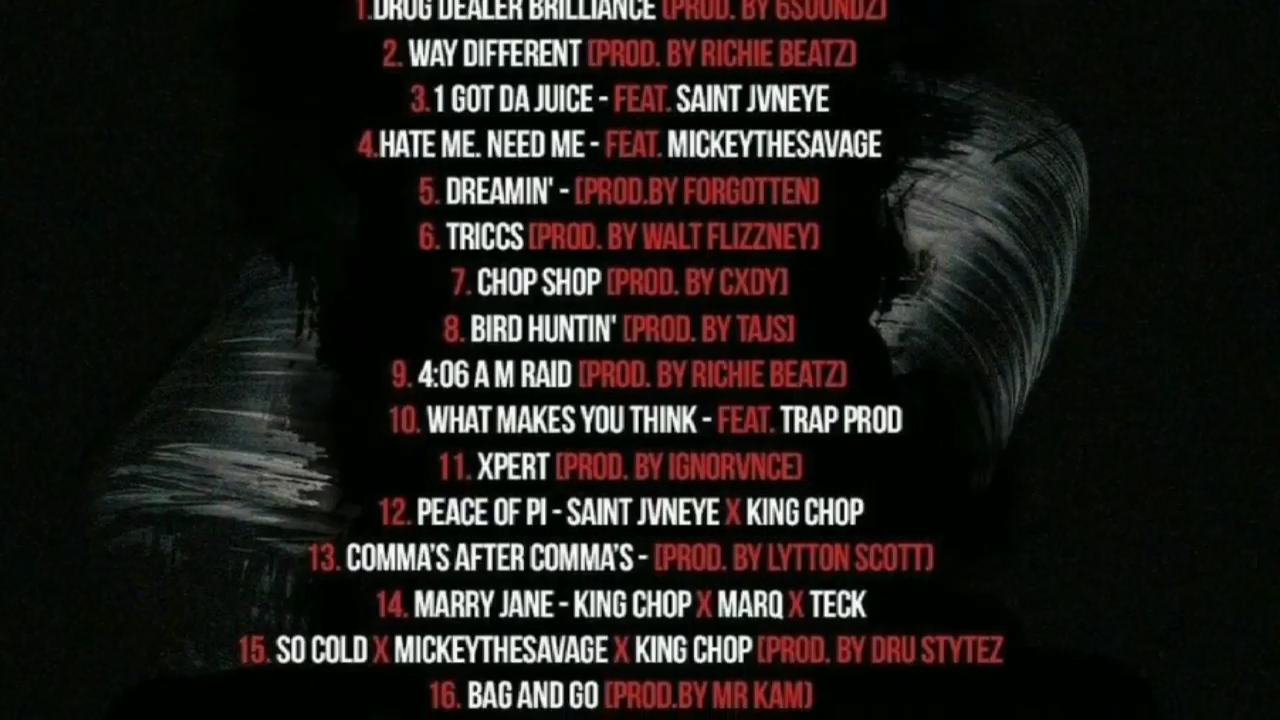 1.DRUG DEALER BRILLIANCE (PROD. BY 6SOUNDZ)
2. WAY DIFFERENT (PROD. BY RICHIE BEATZ)
3.1 GOT DA JUICE - FEAT. SAINT JVNEYE
4.HATE ME. NEED ME - FEAT. MICKEYTHESAVAGE
5. DREAMIN' - (PROD.BY FORGOTTEN)
6. TRICCS (PROD. BY WALT FLIZZNEY)
7. CHOP SHOP [PROD. BY CXDY]
8. BIRD HUNTIN' [PROD. BY TAJS]
9. 4:06 A M RAID (PROD. BY RICHIE BEATZ)
10. WHAT MAKES YOU THINK - FEAT. TRAP PROD
11. XPERT (PROD. BY IGNORVNCE)
12. PEACE OF PI - SAINT JVNEYE X KING CHOP
13. COMMA'S AFTER COMMA'S - (PROD. BY LYTTON SCOTT)
14. MARRY JANE - KING CHOP X MARQ X TECK
15. SO COLD X MICKEYTHESAVAGE X KING CHOP (PROD. BY DRU STYTEZ
16. BAG AND GO (PROD.BY MR KAM)